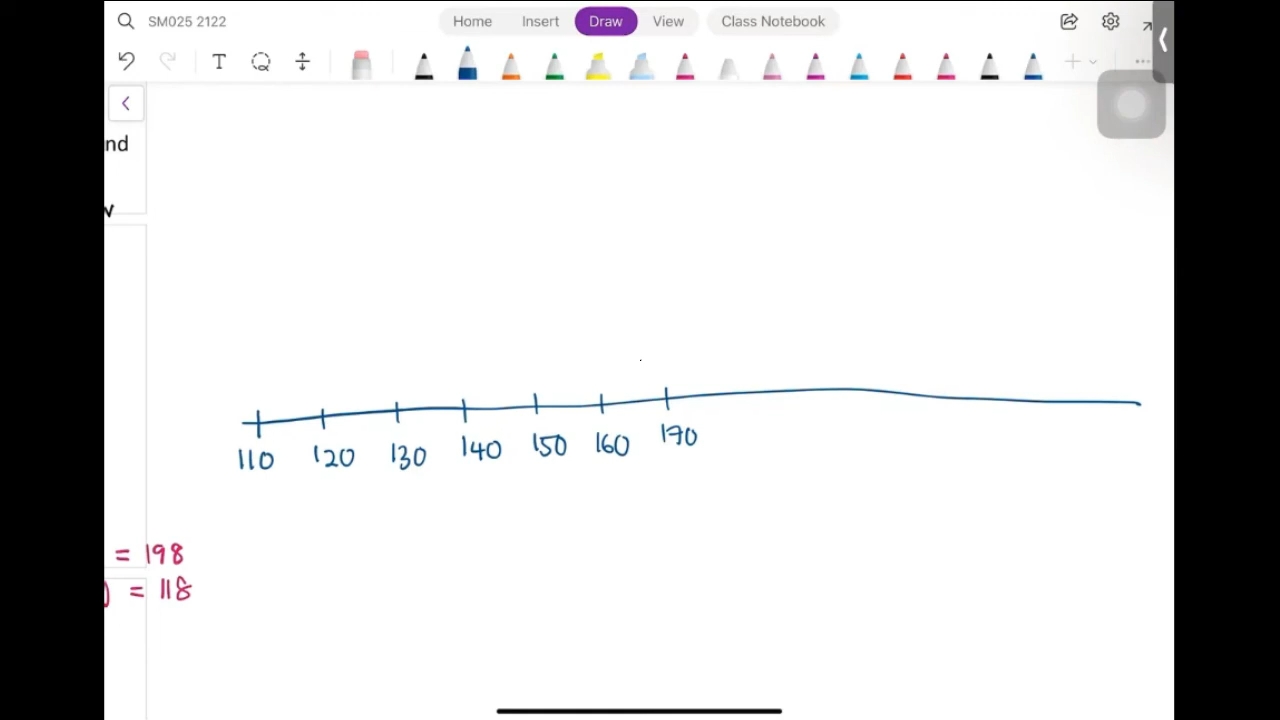 SM025 2122
Home Insert Draw View Class Notebook
T
nd
110 120 130 140 150 160 170
= 198
) = 118